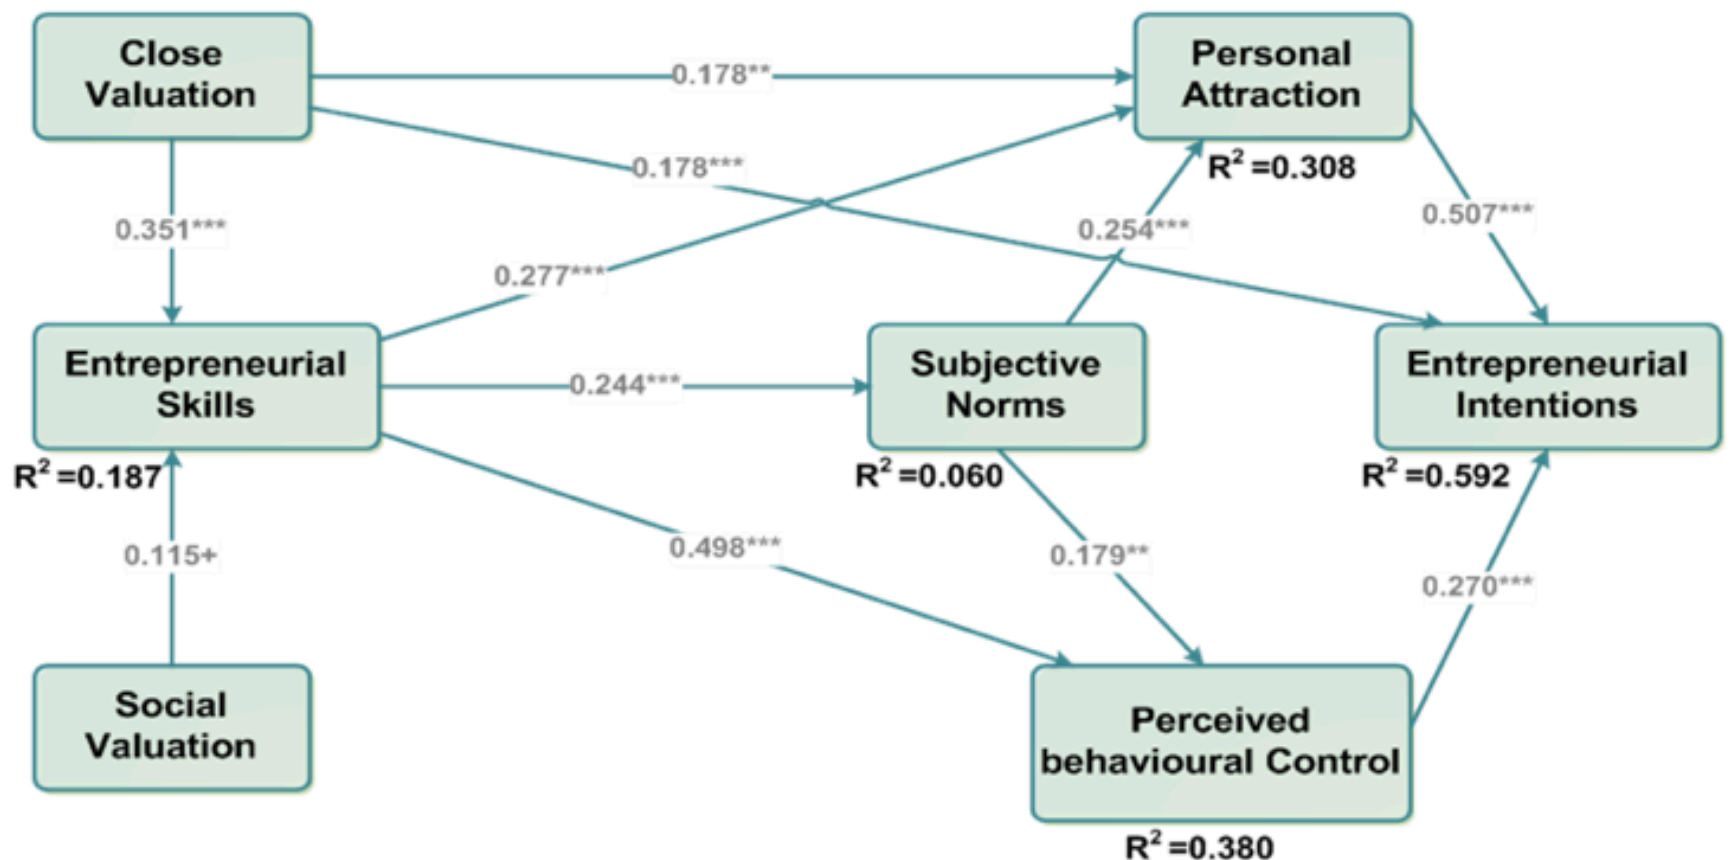 Close
Valuation
Personal
Attraction
0.178**
R² =0.308
0.178***
0.351***
0.254***
0.507***
0.277***
Entrepreneurial
Skills
0.244***
Subjective
Norms
Entrepreneurial
Intentions
R² =0.187
R² =0.060
R² =0.592
0.115+
0.498***
0.179**
0.270***
Social
Valuation
Perceived
behavioural Control
R² =0.380